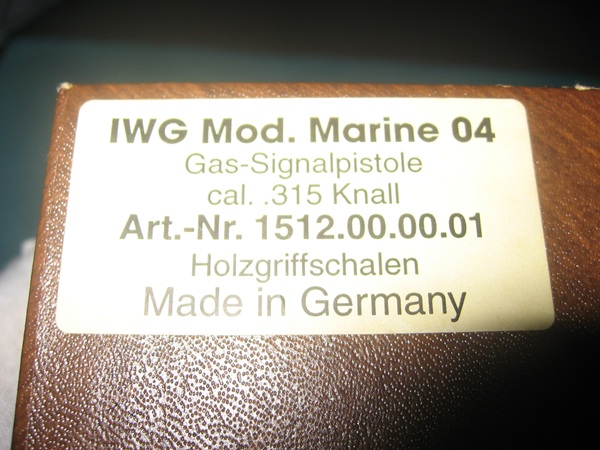 IWG Mod. Marine 04
Gas-Signalpistole
cal. .315 Knall
Art.-Nr. 1512.00.00.01
Holzgriffschalen
Made in Germany